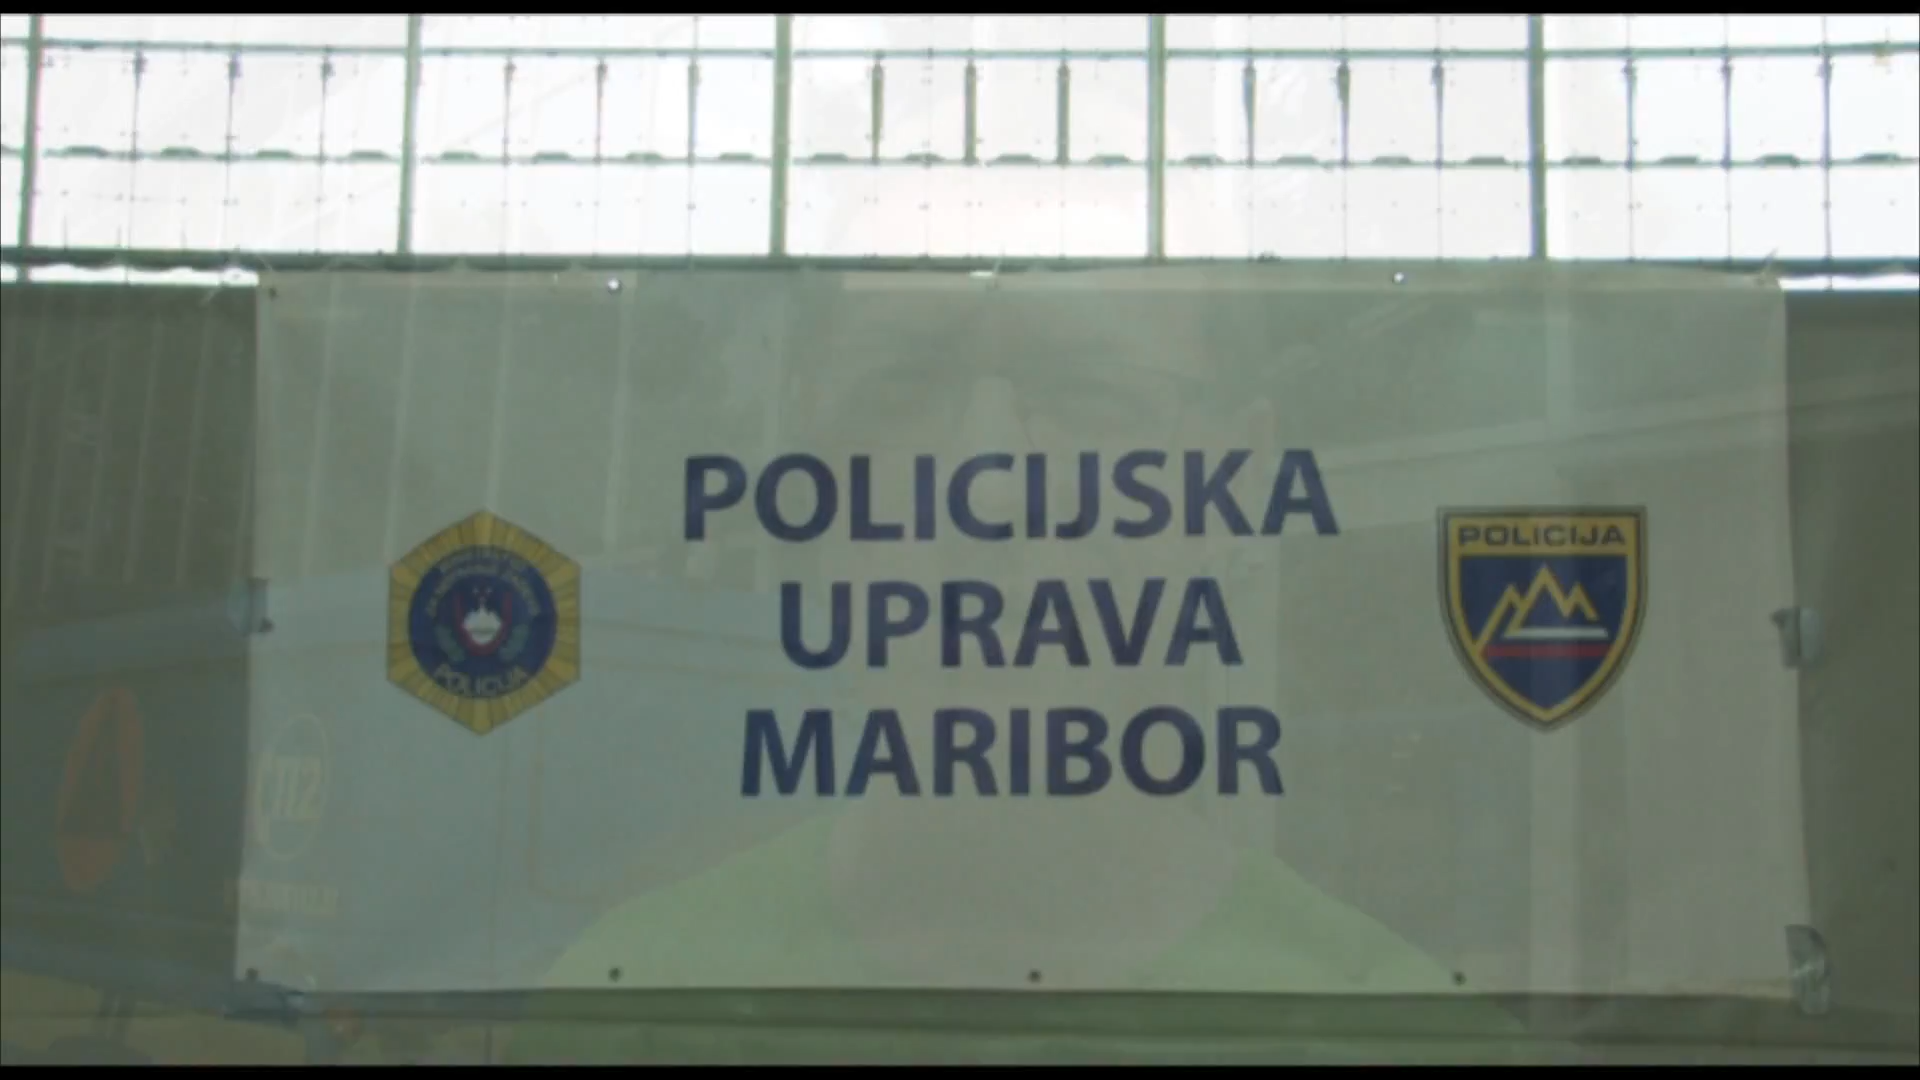 POLICIJSKA
UPRAVA
MARIBOR
POLICIJA
POLICIJA
112